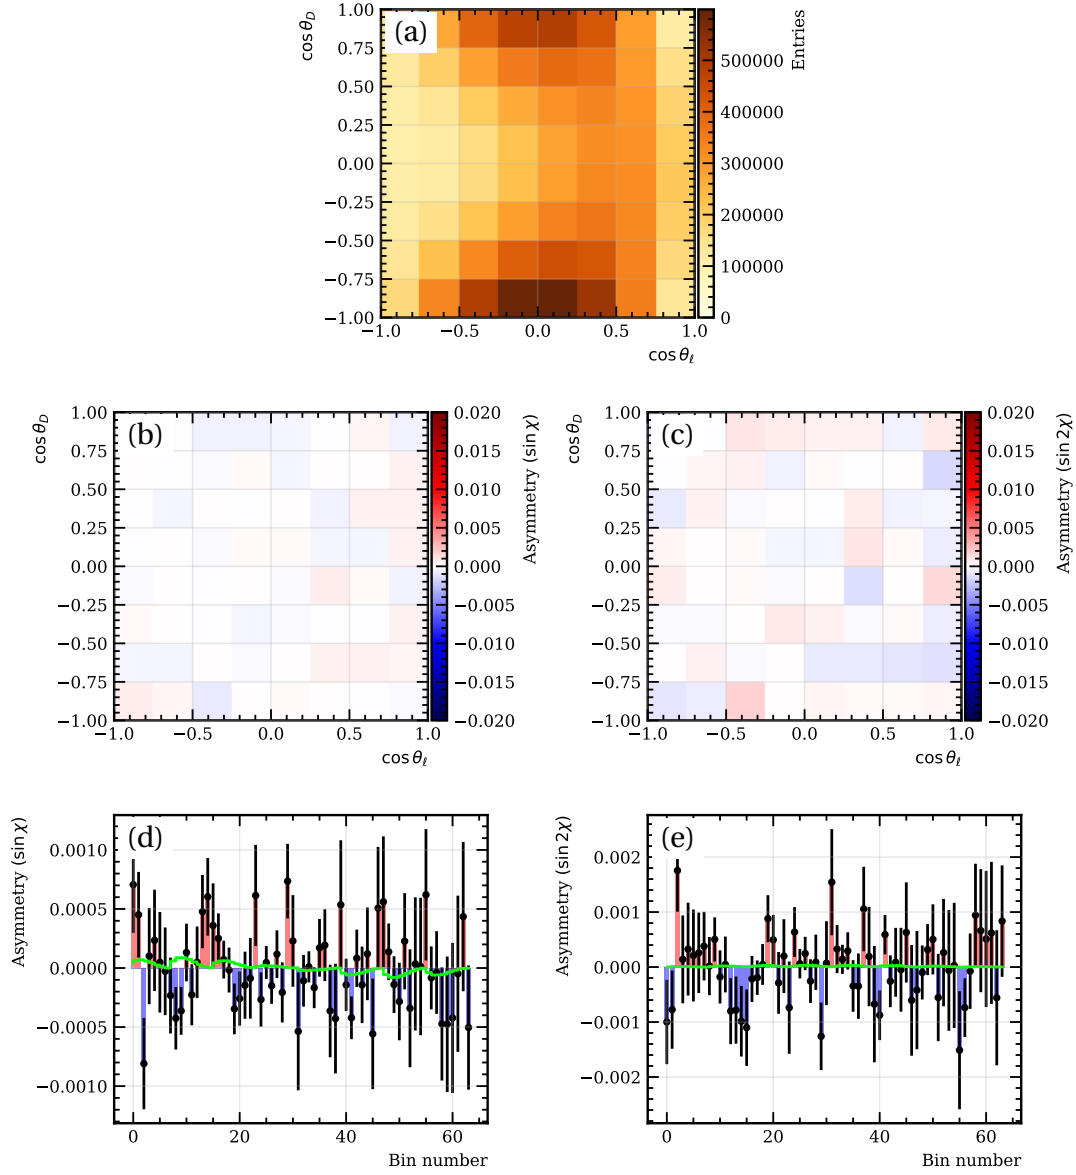 (a)
cos θ_D
1.00
0.75
0.50
0.25
0.00
−0.25
−0.50
−0.75
−1.00
−1.0 −0.5 0.0 0.5 1.0
cos θ_ℓ
500000
400000
300000
200000
100000
0
Entries
(b)
cos θ_D
1.00
0.75
0.50
0.25
0.00
−0.25
−0.50
−0.75
−1.00
−1.0 −0.5 0.0 0.5 1.0
cos θ_ℓ
0.020
0.015
0.010
0.005
0.000
−0.005
−0.010
−0.015
−0.020
Asymmetry (sin χ)
(c)
cos θ_D
1.00
0.75
0.50
0.25
0.00
−0.25
−0.50
−0.75
−1.00
−1.0 −0.5 0.0 0.5 1.0
cos θ_ℓ
0.020
0.015
0.010
0.005
0.000
−0.005
−0.010
−0.015
−0.020
Asymmetry (sin 2χ)
(d)
Asymmetry (sin χ)
0.0010
0.0005
0.0000
−0.0005
−0.0010
0 20 40 60
Bin number
(e)
Asymmetry (sin 2χ)
0.002
0.001
0.000
−0.001
−0.002
0 20 40 60
Bin number